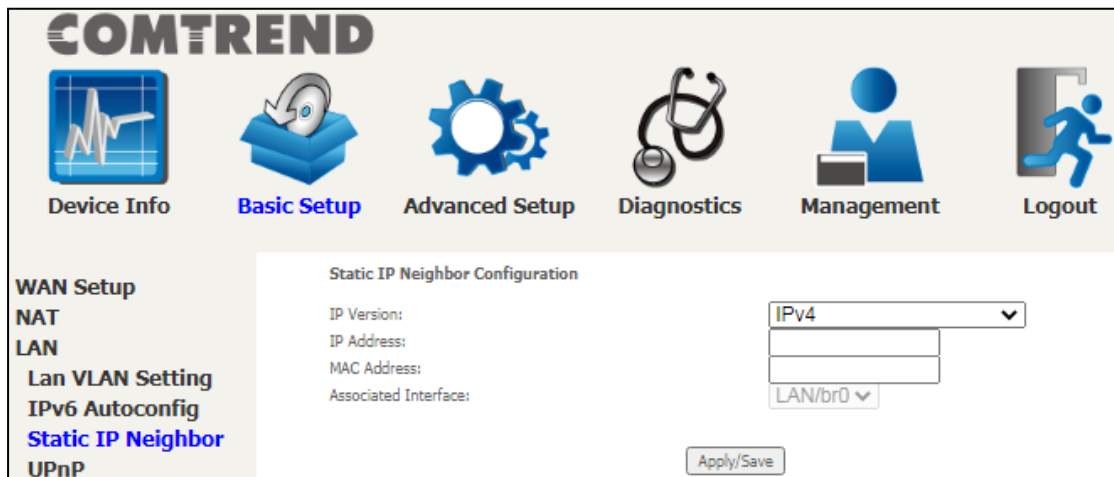 COMTREND
Device Info Basic Setup Advanced Setup Diagnostics Management Logout
WAN Setup
NAT
LAN
Lan VLAN Setting
IPv6 Autoconfig
Static IP Neighbor
UPnP
Static IP Neighbor Configuration
IP Version: IPv4
IP Address:
MAC Address:
Associated Interface: LAN/br0
Apply/Save